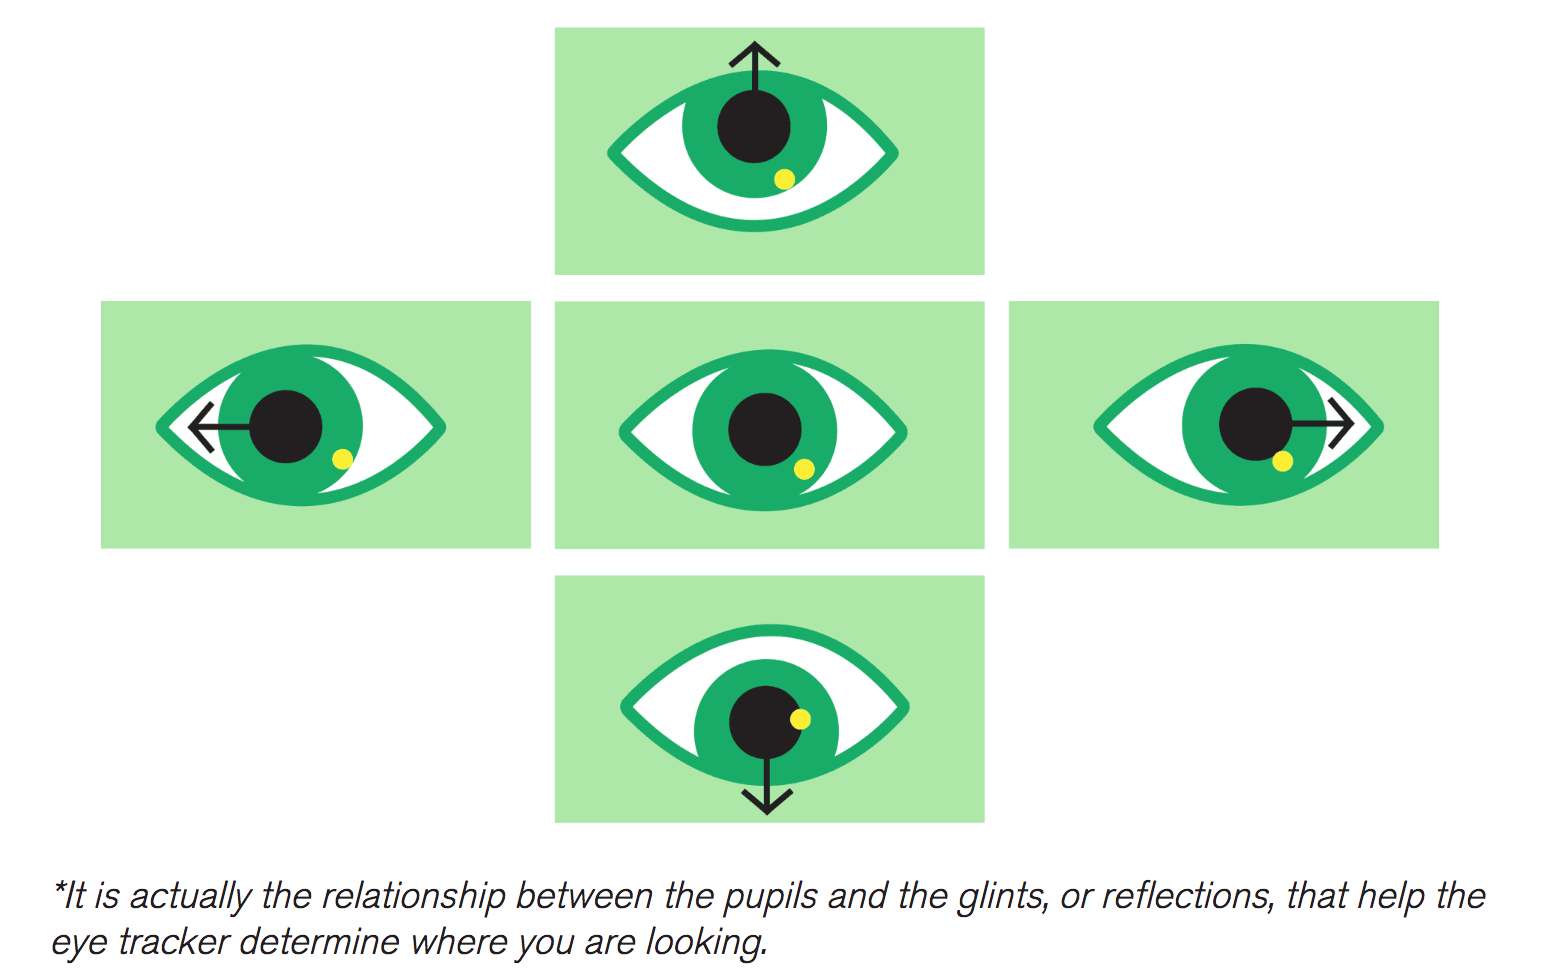 *It is actually the relationship between the pupils and the glints, or reflections, that help the
eye tracker determine where you are looking.